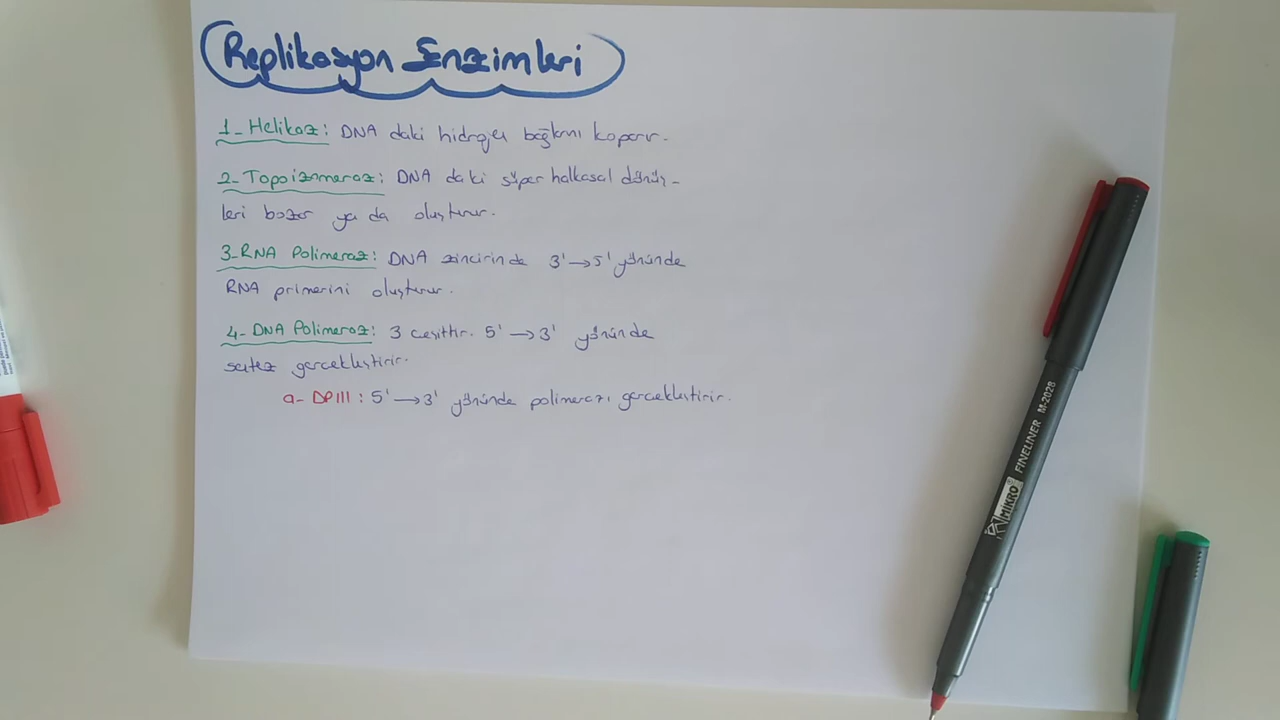 Replikasyon Enzimleri
1- Helikaz: DNA daki hidrojen bağlarını koparır.
2- Topoizomeraz: DNA daki süper halkasal dönüş-
leri bozar ya da oluşturur.
3- RNA Polimeraz: DNA zincirinde 3' → 5' yönünde
RNA primerini oluşturur.
4- DNA Polimeraz: 3 çeşittir. 5' → 3' yönünde
sentez gerçekleştirir.
a- DPIII : 5' → 3' yönünde polimerazı gerçekleştirir.
MIKRO FINELINER M-2028